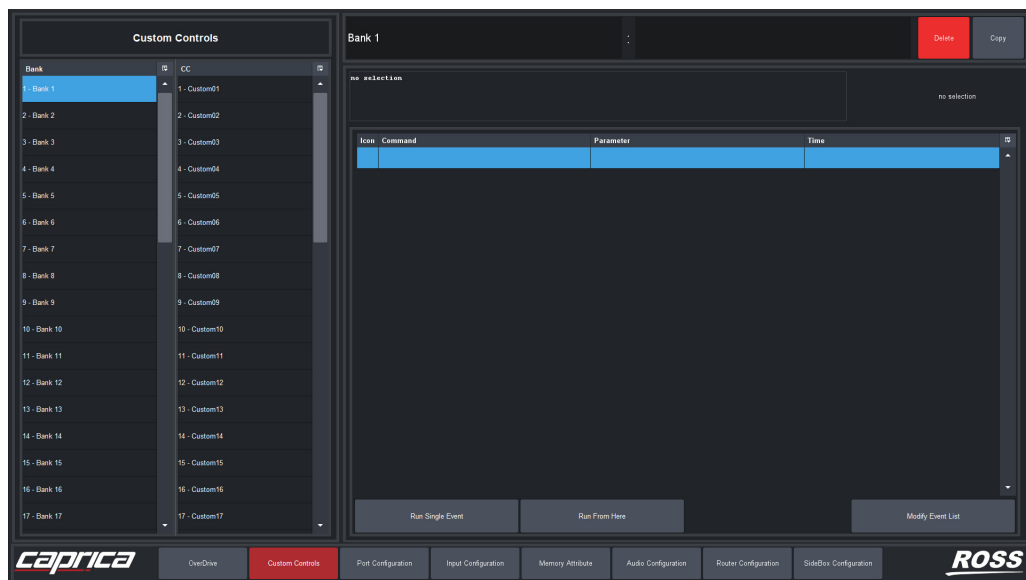 Custom Controls
Bank 1
:
Delete
Copy
Bank
CC
1 - Bank 1
2 - Bank 2
3 - Bank 3
4 - Bank 4
5 - Bank 5
6 - Bank 6
7 - Bank 7
8 - Bank 8
9 - Bank 9
10 - Bank 10
11 - Bank 11
12 - Bank 12
13 - Bank 13
14 - Bank 14
15 - Bank 15
16 - Bank 16
17 - Bank 17
1 - Custom01
2 - Custom02
3 - Custom03
4 - Custom04
5 - Custom05
6 - Custom06
7 - Custom07
8 - Custom08
9 - Custom09
10 - Custom10
11 - Custom11
12 - Custom12
13 - Custom13
14 - Custom14
15 - Custom15
16 - Custom16
17 - Custom17
no selection
no selection
Icon Command Parameter Time
Run Single Event
Run From Here
Modify Event List
caprica
OverDrive
Custom Controls
Port Configuration
Input Configuration
Memory Attribute
Audio Configuration
Router Configuration
SideBox Configuration
ROSS